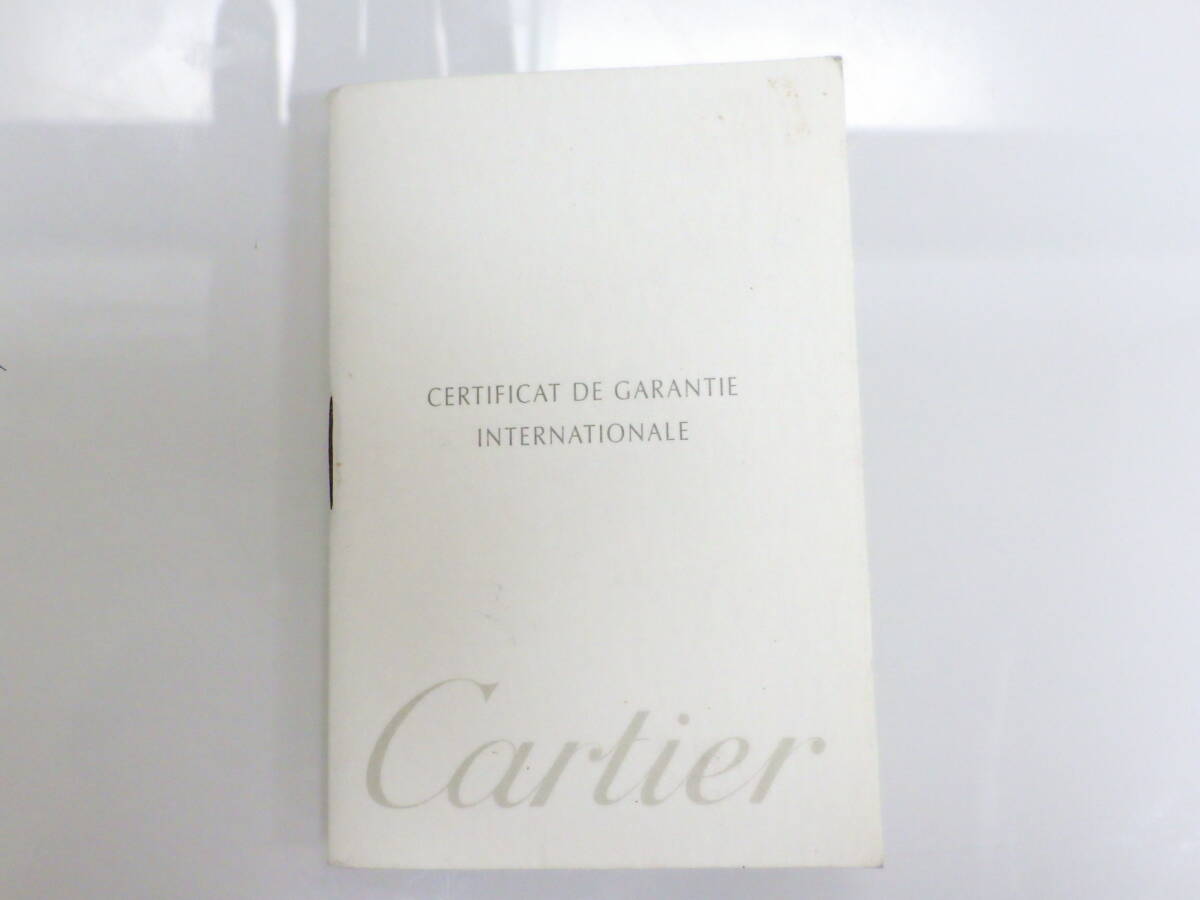 CERTIFICAT DE GARANTIE
INTERNATIONALE
Cartier